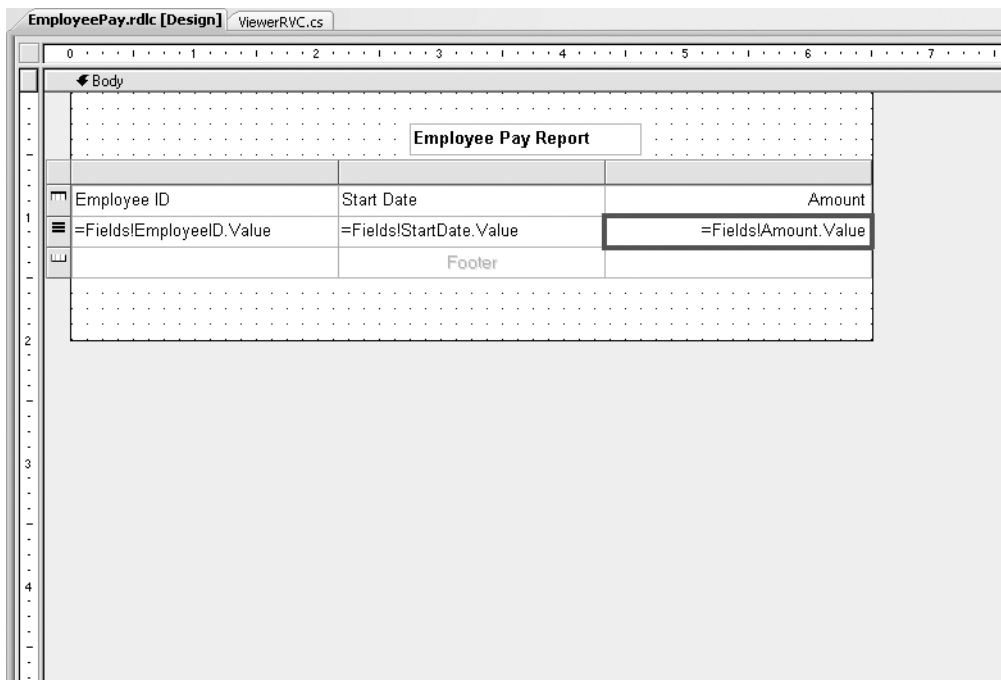 EmployeePay.rdlc [Design] ViewerRVC.cs
0 1 2 3 4 5 6 7
Body
Employee Pay Report
Employee ID Start Date Amount
1
=Fields!EmployeeID.Value =Fields!StartDate.Value =Fields!Amount.Value
Footer
2
3
4